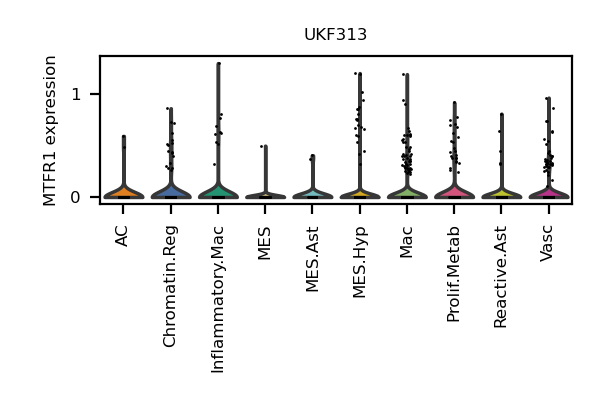 UKF313
MTFR1 expression
1
0
AC
Chromatin.Reg
Inflammatory.Mac
MES
MES.Ast
MES.Hyp
Mac
Prolif.Metab
Reactive.Ast
Vasc